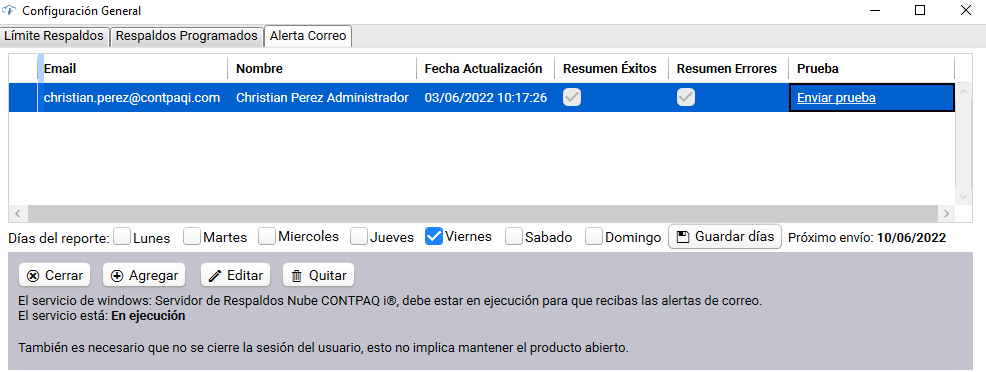 Configuración General
Límite Respaldos Respaldos Programados Alerta Correo
Email Nombre Fecha Actualización Resumen Éxitos Resumen Errores Prueba
christian.perez@contpaqi.com Christian Perez Administrador 03/06/2022 10:17:26 Enviar prueba
Días del reporte: Lunes Martes Miercoles Jueves Viernes Sabado Domingo Guardar días Próximo envío: 10/06/2022
Cerrar Agregar Editar Quitar
El servicio de windows: Servidor de Respaldos Nube CONTPAQ i®, debe estar en ejecución para que recibas las alertas de correo.
El servicio está: En ejecución
También es necesario que no se cierre la sesión del usuario, esto no implica mantener el producto abierto.